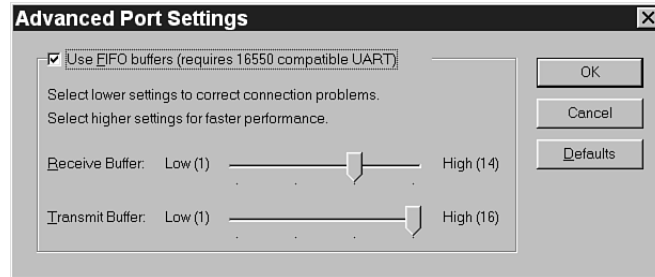 Advanced Port Settings
Use FIFO buffers (requires 16550 compatible UART)
OK
Select lower settings to correct connection problems.
Select higher settings for faster performance.
Cancel
Defaults
Receive Buffer: Low (1) High (14)
Transmit Buffer: Low (1) High (16)